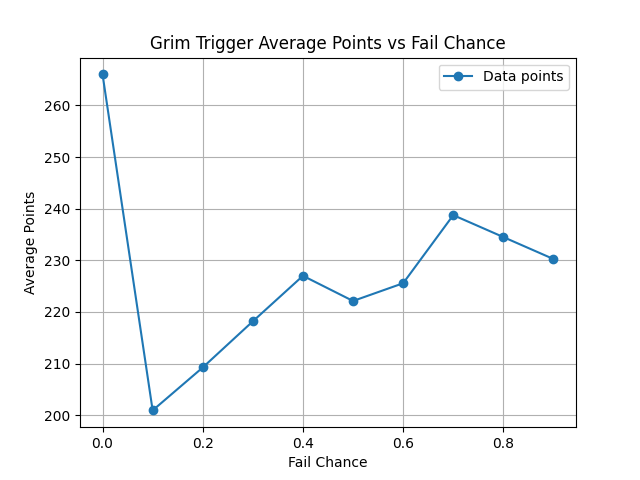 Grim Trigger Average Points vs Fail Chance
Data points
Average Points
260
250
240
230
220
210
200
0.0 0.2 0.4 0.6 0.8
Fail Chance